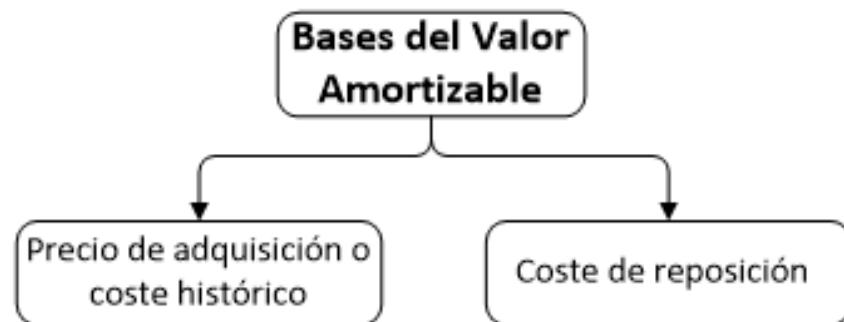 Bases del Valor
Amortizable
Precio de adquisición o
coste histórico
Coste de reposición